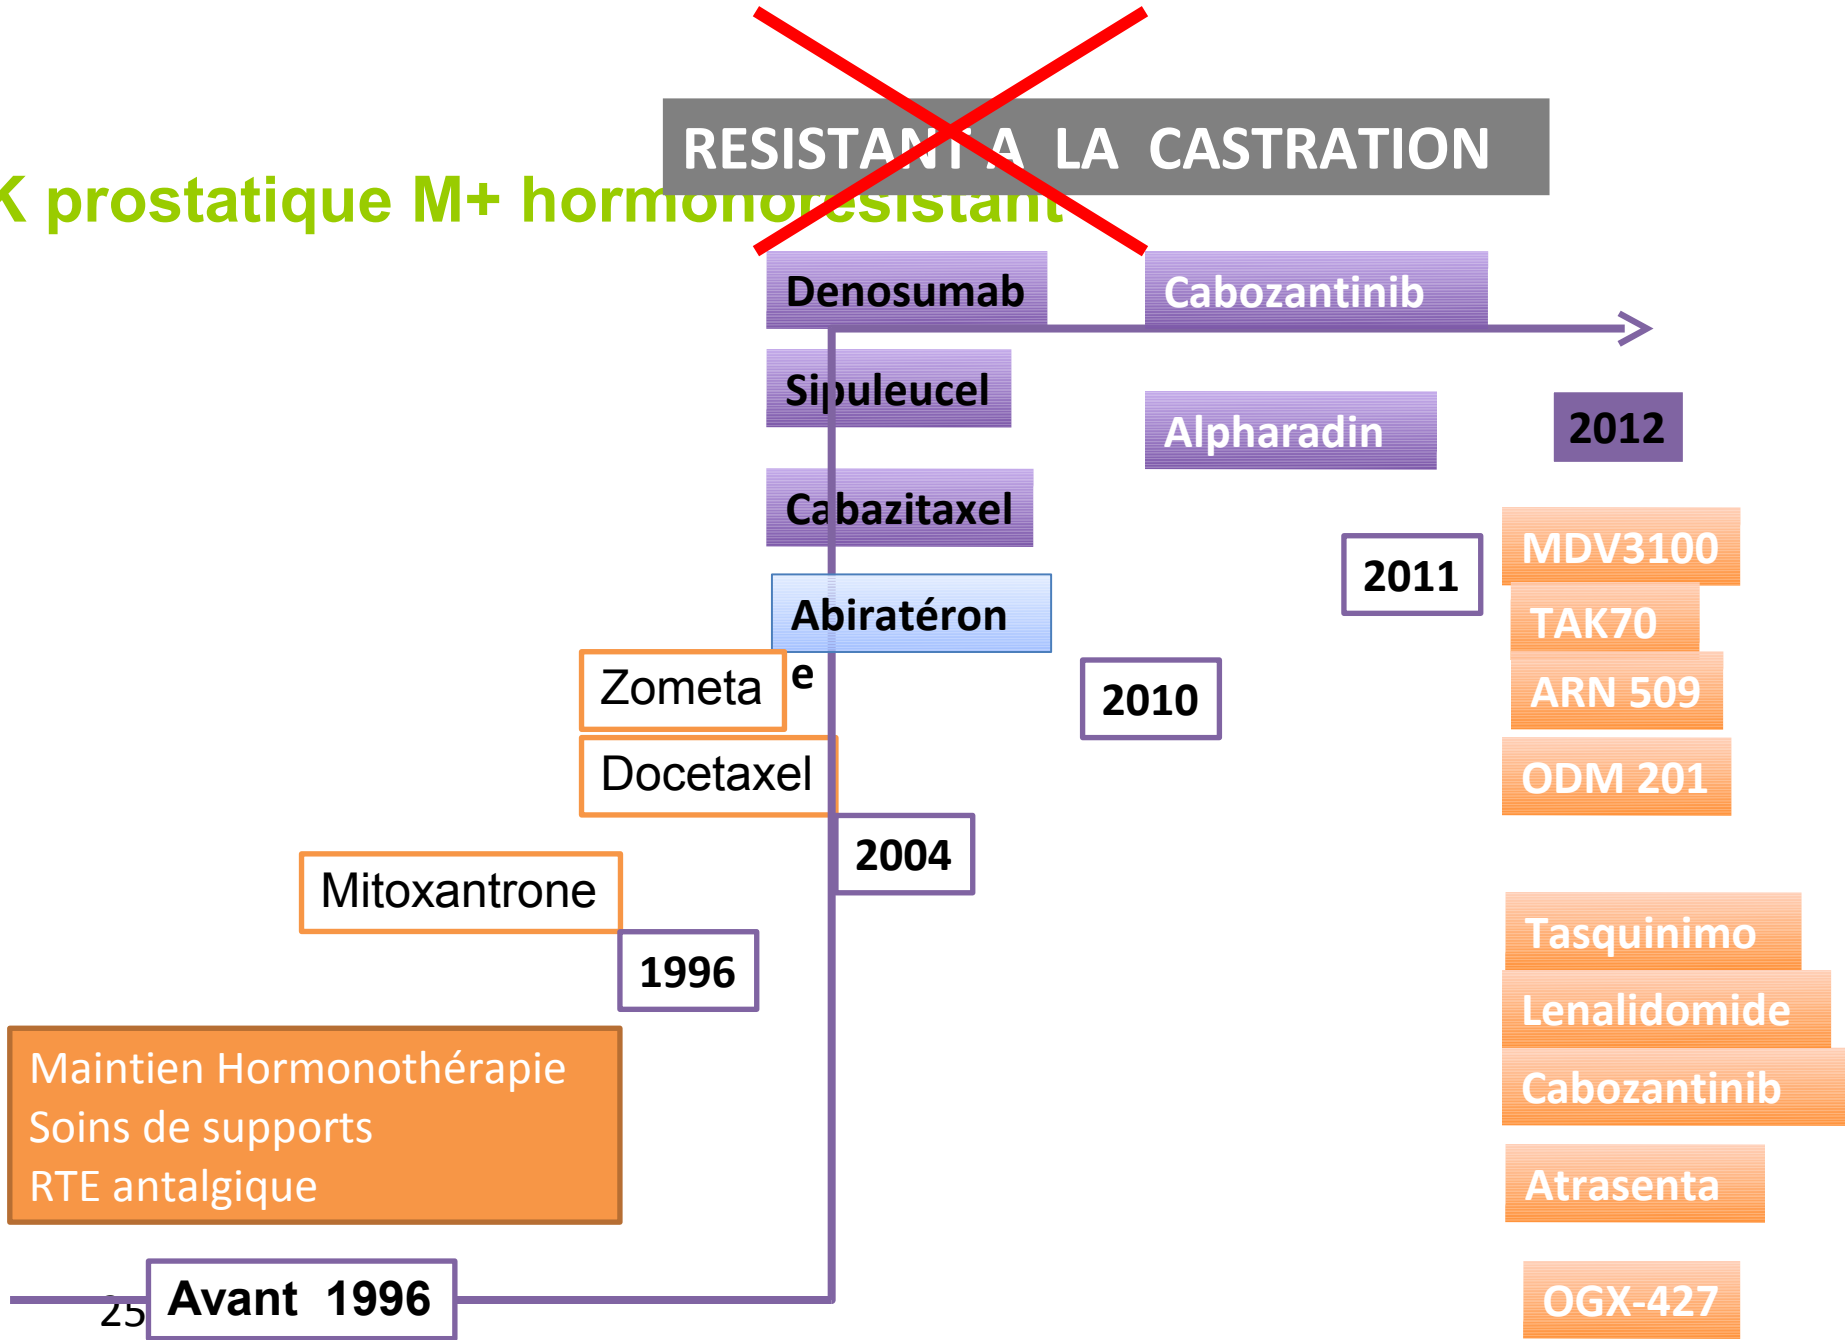 RESISTANT A LA CASTRATION
K prostatique M+ hormonoresistant
Denosumab
Cabozantinib
Sipuleucel
Alpharadin
2012
Cabazitaxel
MDV3100
2011
Abiratéron
e
TAK70
Zometa
2010
ARN 509
Docetaxel
ODM 201
2004
Mitoxantrone
Tasquinimo
1996
Lenalidomide
Maintien Hormonothérapie
Soins de supports
RTE antalgique
Cabozantinib
Atrasenta
Avant 1996
25
OGX-427